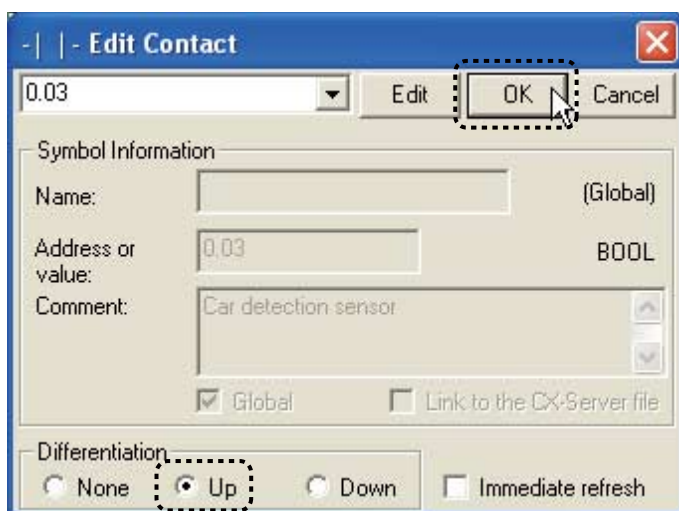 -| |- Edit Contact
0.03 Edit OK Cancel
Symbol Information
Name: (Global)
Address or value: 0.03 BOOL
Comment: Car detection sensor
Global Link to the CX-Server file
Differentiation
None Up Down Immediate refresh